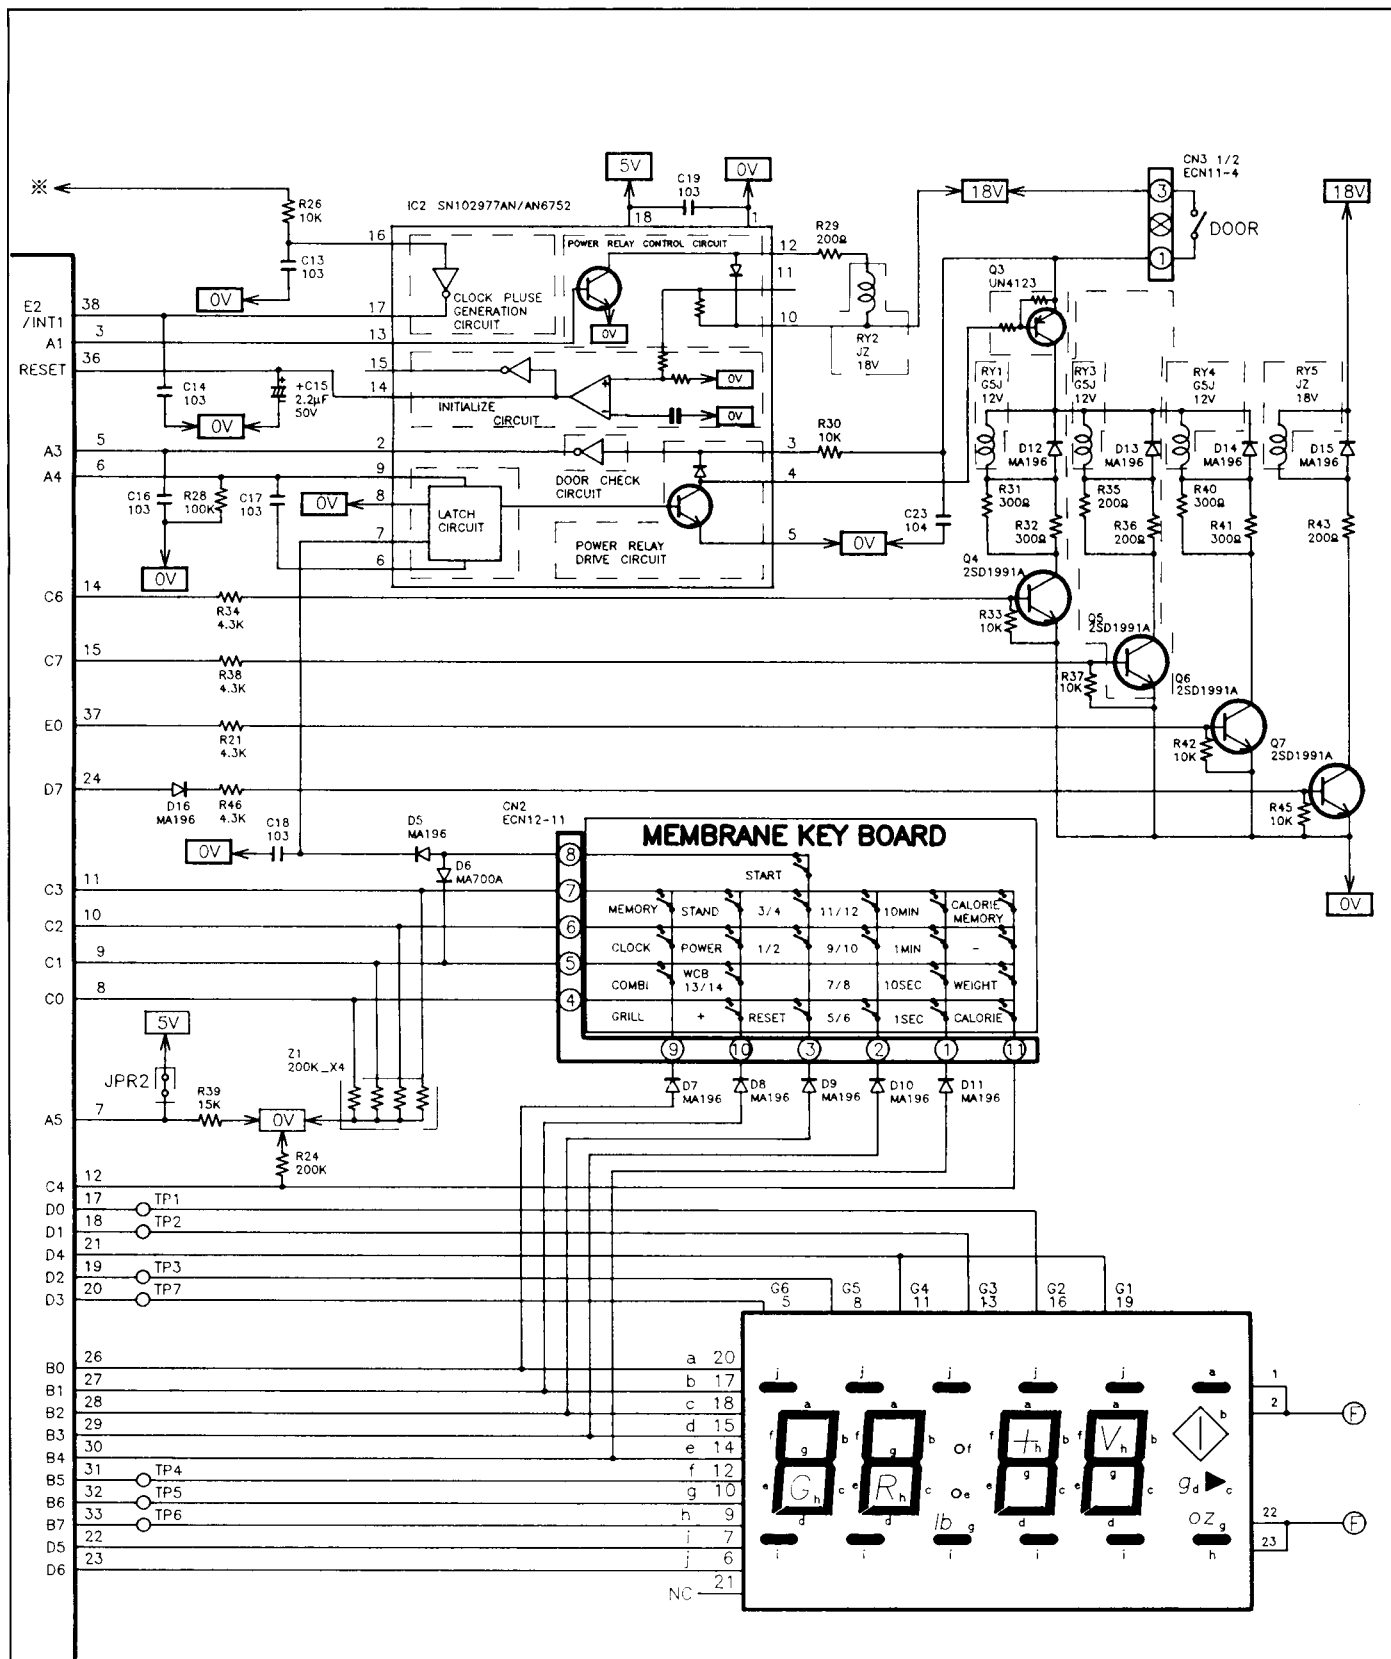 CN3 1/2
ECN11-4
5V
0V
C19
103
※
18V
3
18V
R26
10K
IC2 SN102977AN/AN6752
18
1
R29
200Ω
DOOR
16
POWER RELAY CONTROL CIRCUIT
12
1
C13
103
11
Q3
UN4123
0V
CLOCK PLUSE
GENERATION
CIRCUIT
E2
/INT1
38
17
10
A1
3
13
0V
RY2
JZ
18V
RESET
36
15
14
C14
103
+C15
2.2µF
50V
0V
INITIALIZE
CIRCUIT
0V
0V
RY1
G5J
12V
RY3
G5J
12V
RY4
G5J
12V
RY5
JZ
18V
R30
10K
A3
5
2
3
D12
MA196
D13
MA196
D14
MA196
D15
MA196
A4
6
9
DOOR CHECK
CIRCUIT
4
C16
103
R28
100K
C17
103
0V
8
LATCH
CIRCUIT
C23
104
R31
300Ω
R35
200Ω
R40
300Ω
R32
300Ω
R36
200Ω
R41
300Ω
R43
200Ω
7
5
0V
6
POWER RELAY
DRIVE CIRCUIT
0V
Q4
2SD1991A
C6
14
R34
4.3K
R33
10K
Q5
2SD1991A
C7
15
R38
4.3K
R37
10K
Q6
2SD1991A
E0
37
R21
4.3K
R42
10K
Q7
2SD1991A
D7
24
D16
MA196
R46
4.3K
R45
10K
CN2
ECN12-11
C18
103
D5
MA196
MEMBRANE KEY BOARD
0V
8
D6
MA700A
START
C3
11
7
0V
MEMORY STAND 3/4 11/12 10MIN CALORIE
MEMORY
C2
10
6
CLOCK POWER 1/2 9/10 1MIN -
C1
9
5
COMBI WCB
13/14 7/8 10SEC WEIGHT
C0
8
4
GRILL + RESET 5/6 1SEC CALORIE
5V
9 10 3 2 1 11
Z1
200K_X4
JPR2
R39
15K
D7
MA196
D8
MA196
D9
MA196
D10
MA196
D11
MA196
A5
7
0V
R24
200K
C4
12
D0
17
TP1
D1
18
TP2
D4
21
D2
19
TP3
D3
20
TP7
G6
5
G5
8
G4
11
G3
13
G2
16
G1
19
B0 26 a 20
B1 27 b 17
B2 28 c 18
B3 29 d 15
B4 30 e 14
B5 31 TP4 f 12
B6 32 TP5 g 10
B7 33 TP6 h 9
D5 22 i 7
D6 23 j 6
NC 21
j j j j j a
1
2
F
a a a a
f b f b f f b f b b
g g + h V h
g g
e G h c e R h c e e c e c g d c
d d lb g d d oz g
22
23
F
i i i i i h